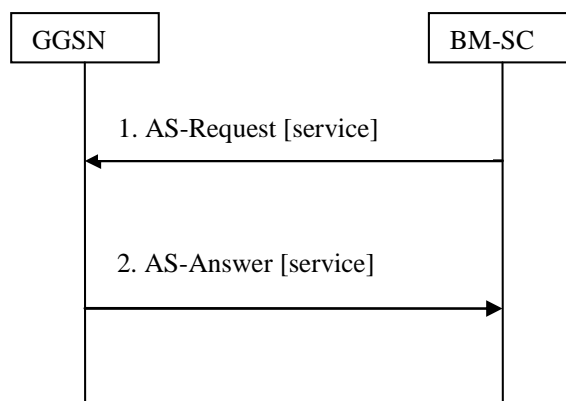 GGSN
BM-SC
1. AS-Request [service]
2. AS-Answer [service]